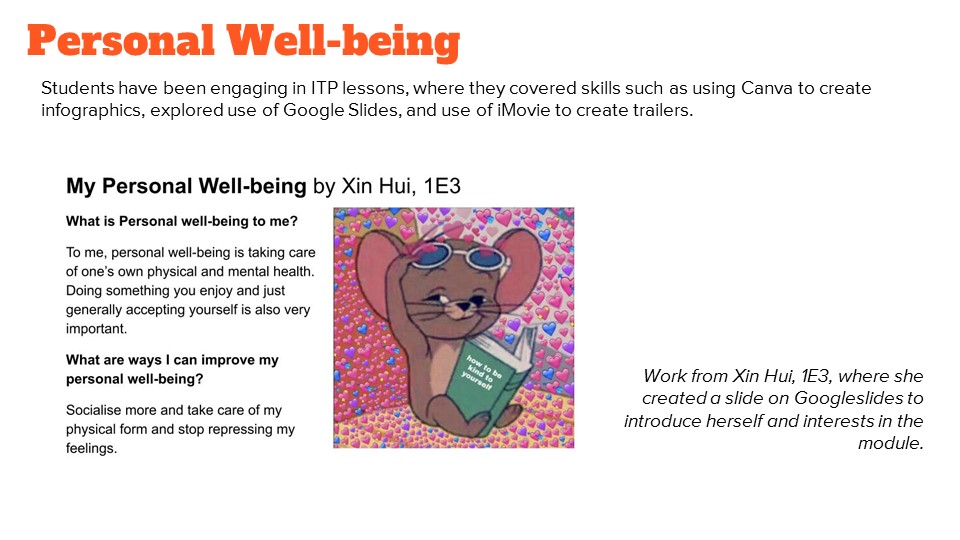 Personal Well-being
Students have been engaging in ITP lessons, where they covered skills such as using Canva to create
infographics, explored use of Google Slides, and use of iMovie to create trailers.
My Personal Well-being by Xin Hui, 1E3
What is Personal well-being to me?
To me, personal well-being is taking care
of one's own physical and mental health.
Doing something you enjoy and just
generally accepting yourself is also very
important.
What are ways I can improve my
personal well-being?
Socialise more and take care of my
physical form and stop repressing my
feelings.
how to be
kind to
yourself
Work from Xin Hui, 1E3, where she
created a slide on Googleslides to
introduce herself and interests in the
module.